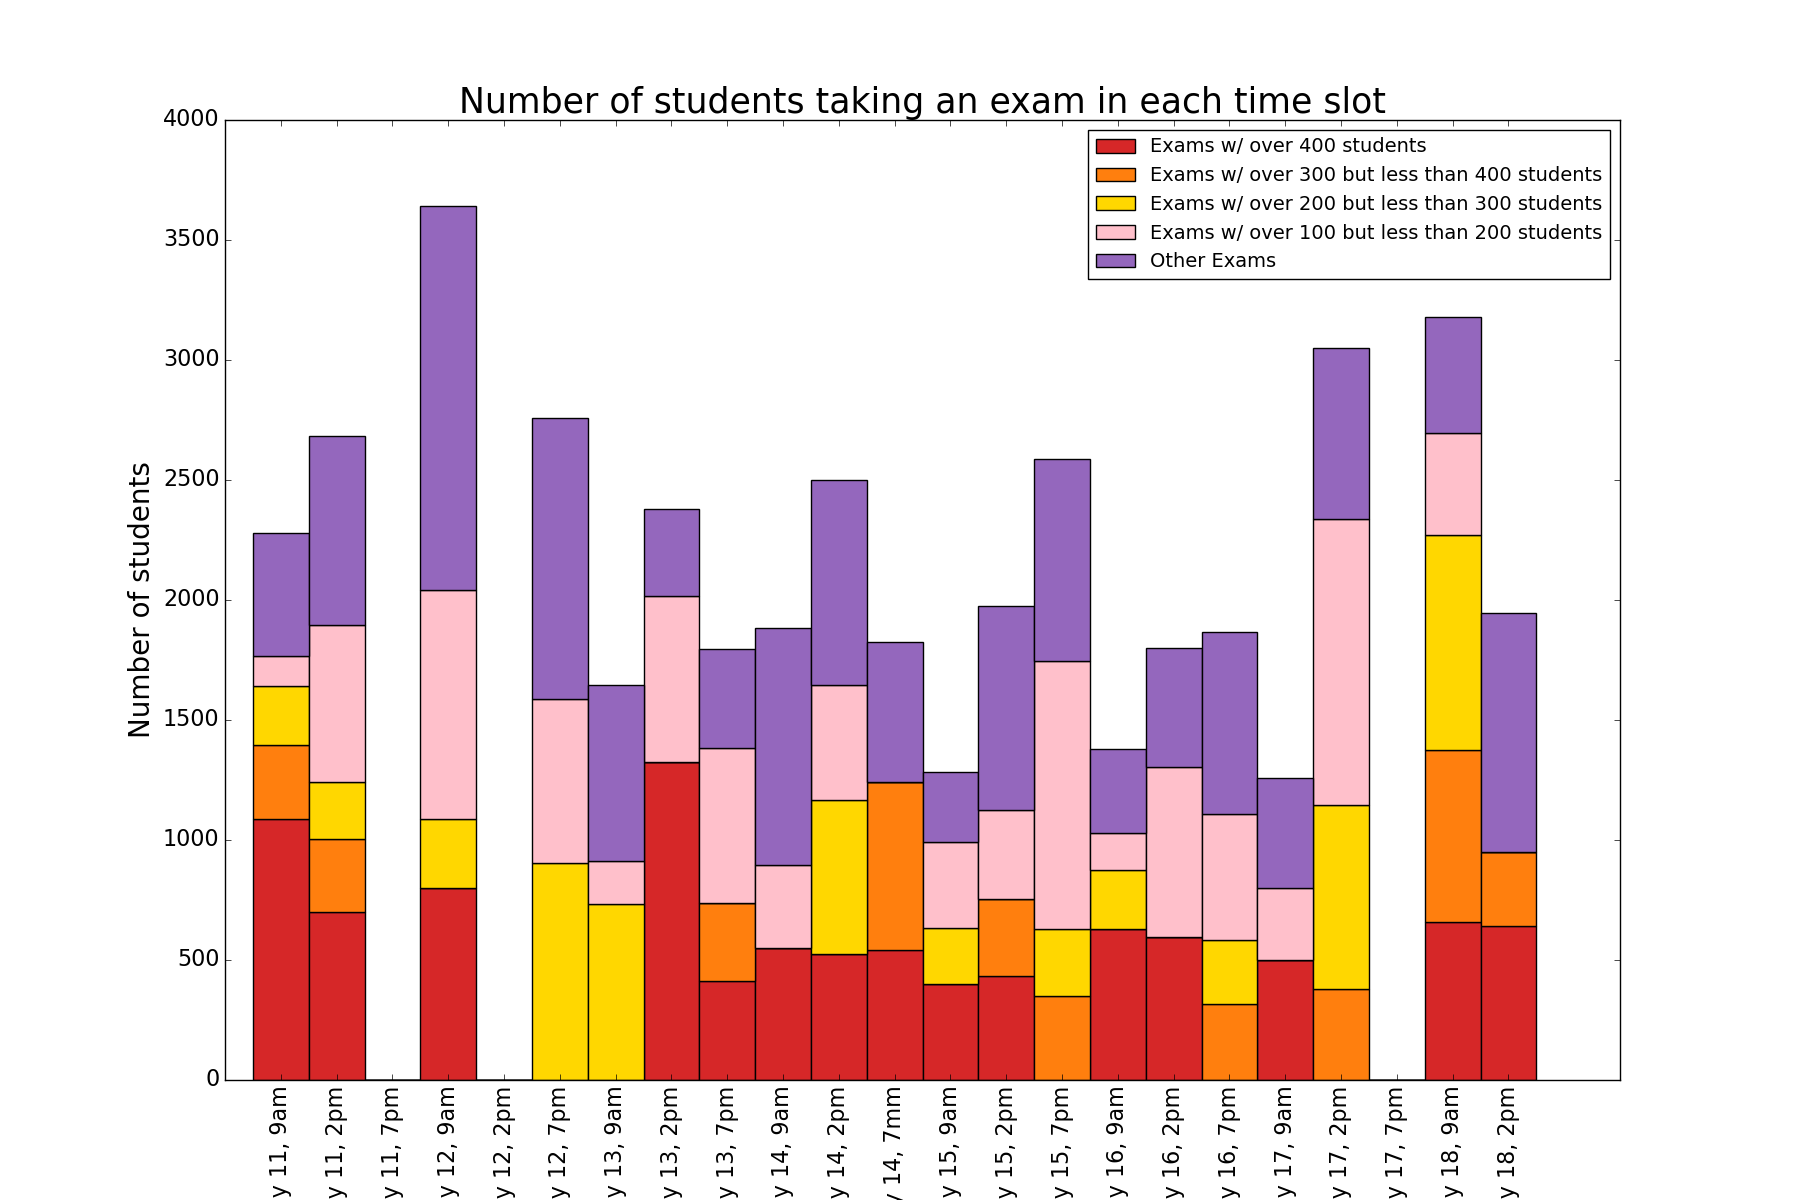 Number of students taking an exam in each time slot
Exams w/ over 400 students
Exams w/ over 300 but less than 400 students
Exams w/ over 200 but less than 300 students
Exams w/ over 100 but less than 200 students
Other Exams
Number of students
4000
3500
3000
2500
2000
1500
1000
500
0
y 11, 9am
y 11, 2pm
y 11, 7pm
y 12, 9am
y 12, 2pm
y 12, 7pm
y 13, 9am
y 13, 2pm
y 13, 7pm
y 14, 9am
y 14, 2pm
y 14, 7mm
y 15, 9am
y 15, 2pm
y 15, 7pm
y 16, 9am
y 16, 2pm
y 16, 7pm
y 17, 9am
y 17, 2pm
y 17, 7pm
y 18, 9am
y 18, 2pm